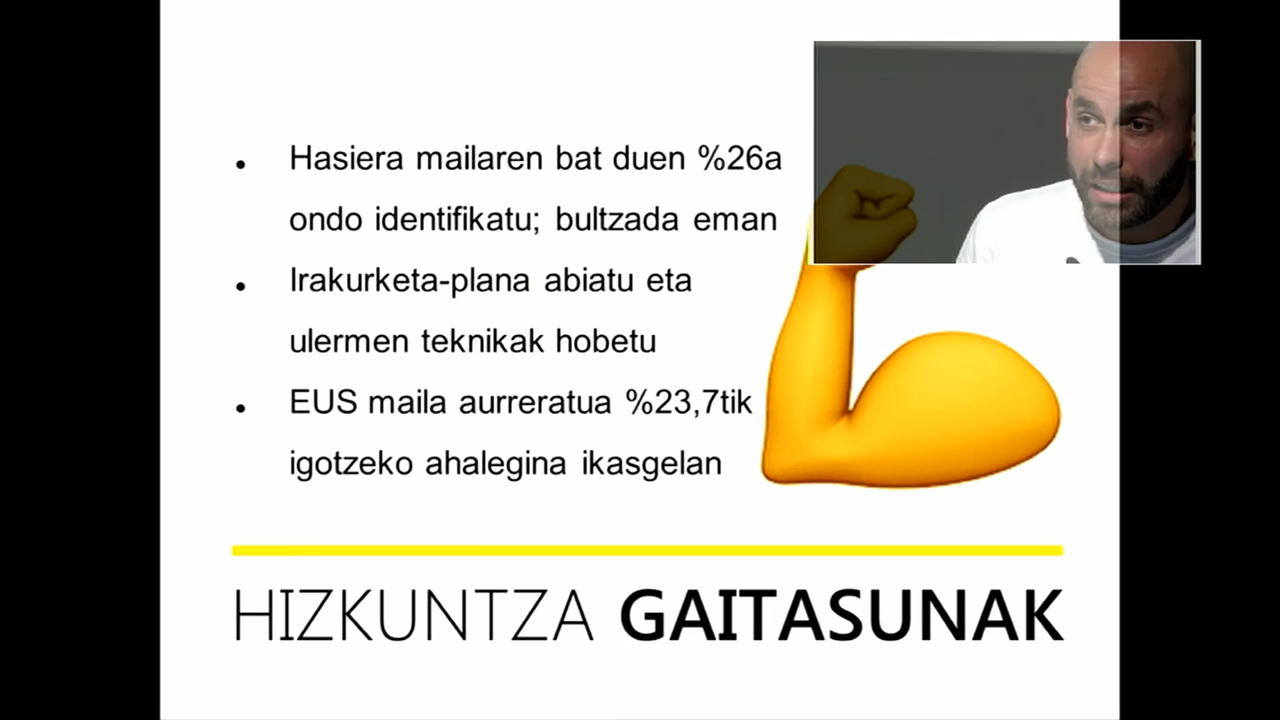 • Hasiera mailaren bat duen %26a
ondo identifikatu; bultzada eman
• Irakurketa-plana abiatu eta
ulermen teknikak hobetu
• EUS maila aurreratua %23,7tik
igotzeko ahalegina ikasgelan
HIZKUNTZA GAITASUNAK